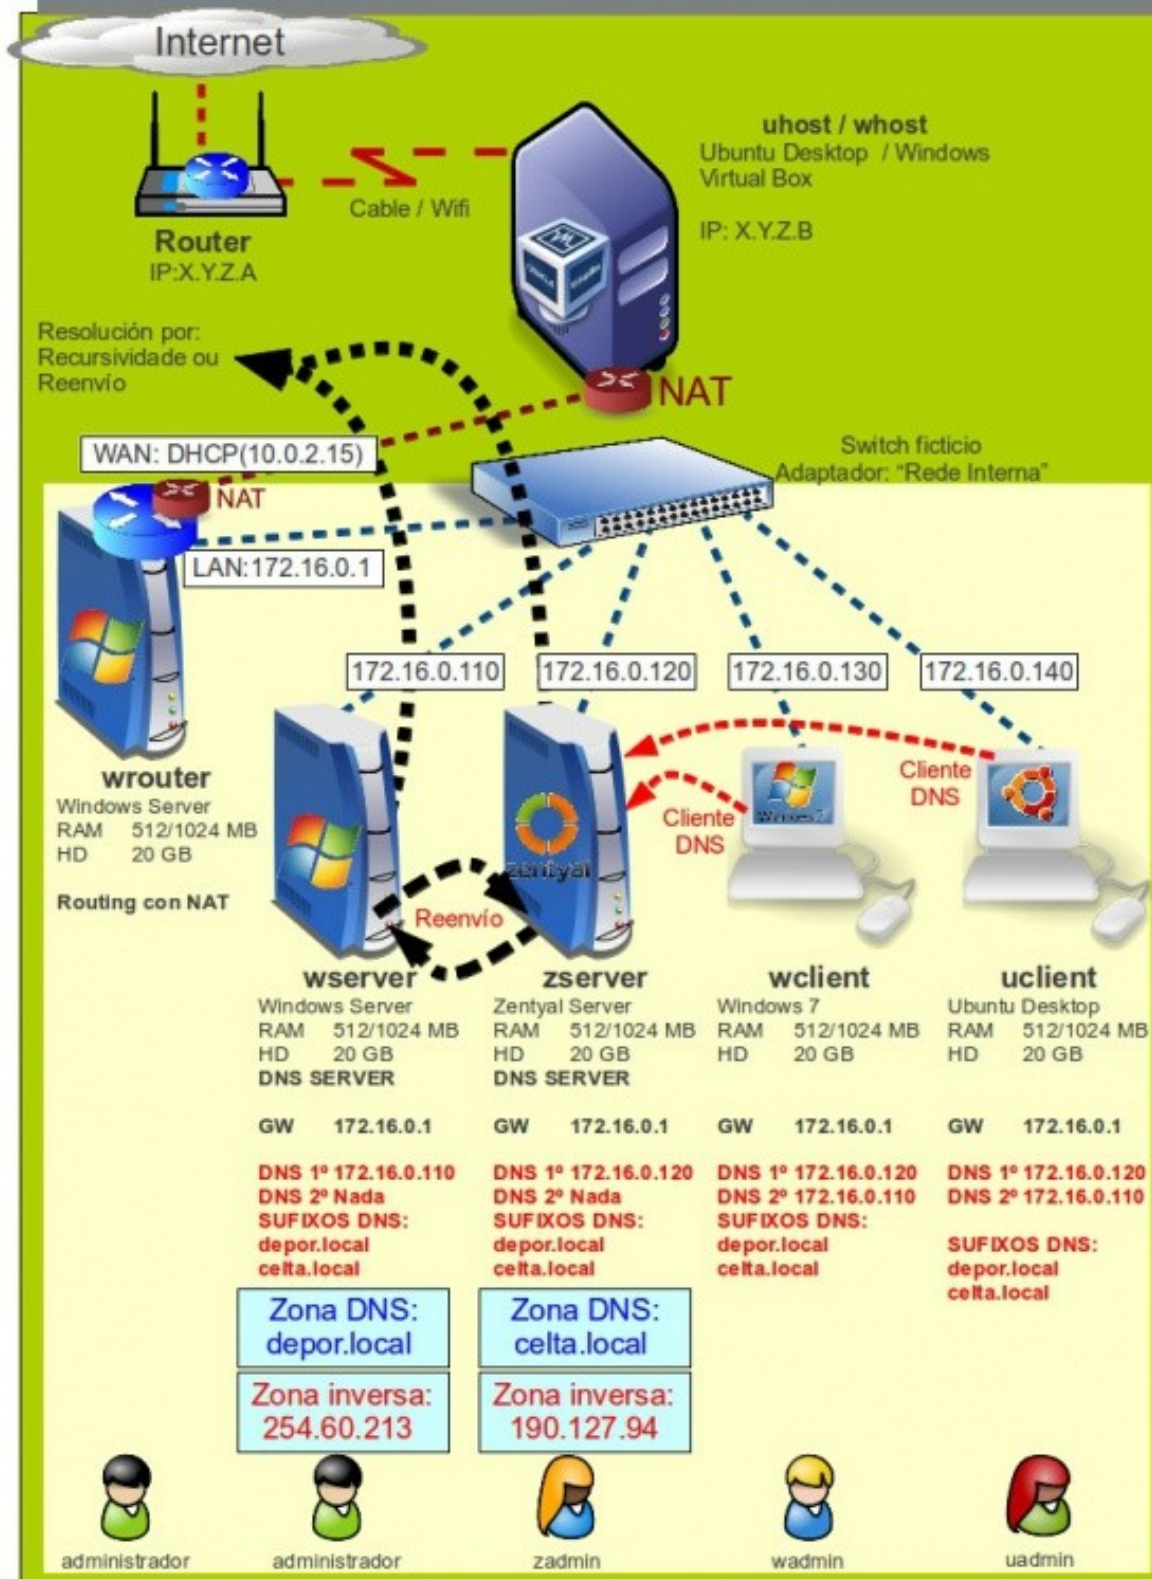 Internet
uhost / whost
Ubuntu Desktop / Windows
Virtual Box
IP: X.Y.Z.B
Cable / Wifi
Router
IP:X.Y.Z.A
Resolución por:
Recursividade ou
Reenvío
NAT
WAN: DHCP(10.0.2.15)
Switch ficticio
Adaptador: “Rede Interna”
NAT
LAN:172.16.0.1
172.16.0.110
172.16.0.120
172.16.0.130
172.16.0.140
wrouter
Windows Server
RAM 512/1024 MB
HD 20 GB
Routing con NAT
Cliente
DNS
Cliente
DNS
Windows 7
zentyal
Reenvío
wserver
Windows Server
RAM 512/1024 MB
HD 20 GB
DNS SERVER
GW 172.16.0.1
DNS 1º 172.16.0.110
DNS 2º Nada
SUFIXOS DNS:
depor.local
celta.local
Zona DNS:
depor.local
Zona inversa:
254.60.213
zserver
Zentyal Server
RAM 512/1024 MB
HD 20 GB
DNS SERVER
GW 172.16.0.1
DNS 1º 172.16.0.120
DNS 2º Nada
SUFIXOS DNS:
depor.local
celta.local
Zona DNS:
celta.local
Zona inversa:
190.127.94
wclient
Windows 7
RAM 512/1024 MB
HD 20 GB
GW 172.16.0.1
DNS 1º 172.16.0.120
DNS 2º 172.16.0.110
SUFIXOS DNS:
depor.local
celta.local
uclient
Ubuntu Desktop
RAM 512/1024 MB
HD 20 GB
GW 172.16.0.1
DNS 1º 172.16.0.120
DNS 2º 172.16.0.110
SUFIXOS DNS:
depor.local
celta.local
administrador
administrador
zadmin
wadmin
uadmin